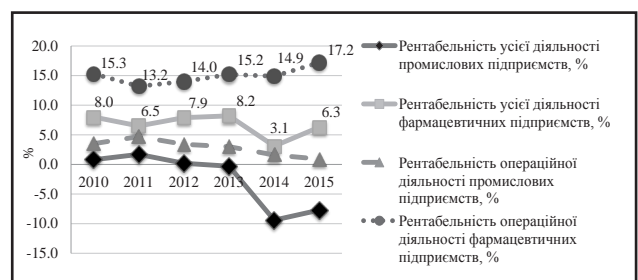 20.0
15.0
10.0
5.0
0.0
-5.0
-10.0
-15.0
%
15.3
13.2
14.0
15.2
14.9
17.2
8.0
6.5
7.9
8.2
3.1
6.3
2010 2011 2012 2013 2014 2015
Рентабельність усієї діяльності
промислових підприємств, %
Рентабельність усієї діяльності
фармацевтичних підприємств, %
Рентабельність операційної
діяльності промислових
підприємств, %
Рентабельність операційної
діяльності фармацевтичних
підприємств, %